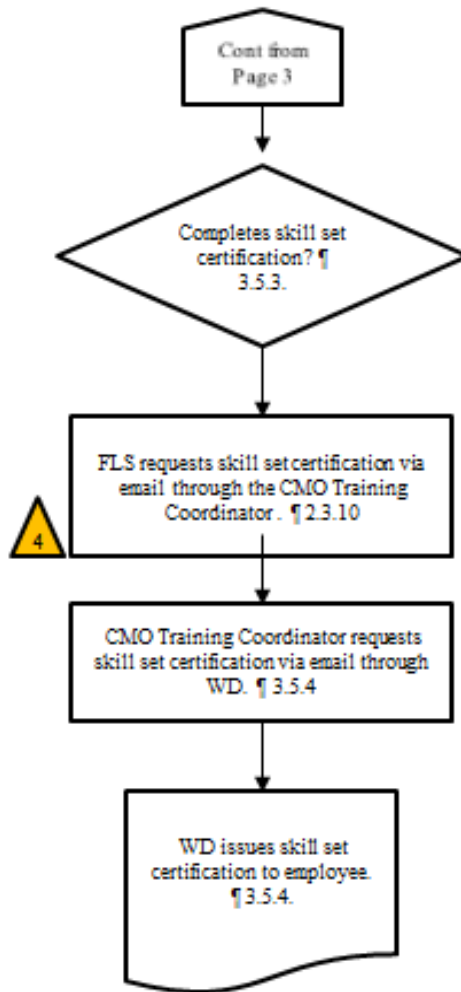 Cont from
Page 3
Completes skill set
certification? ¶
3.5.3.
FLS requests skill set certification via
email through the CMO Training
Coordinator . ¶ 2.3.10
4
CMO Training Coordinator requests
skill set certification via email through
WD. ¶ 3.5.4
WD issues skill set
certification to employee.
¶ 3.5.4.